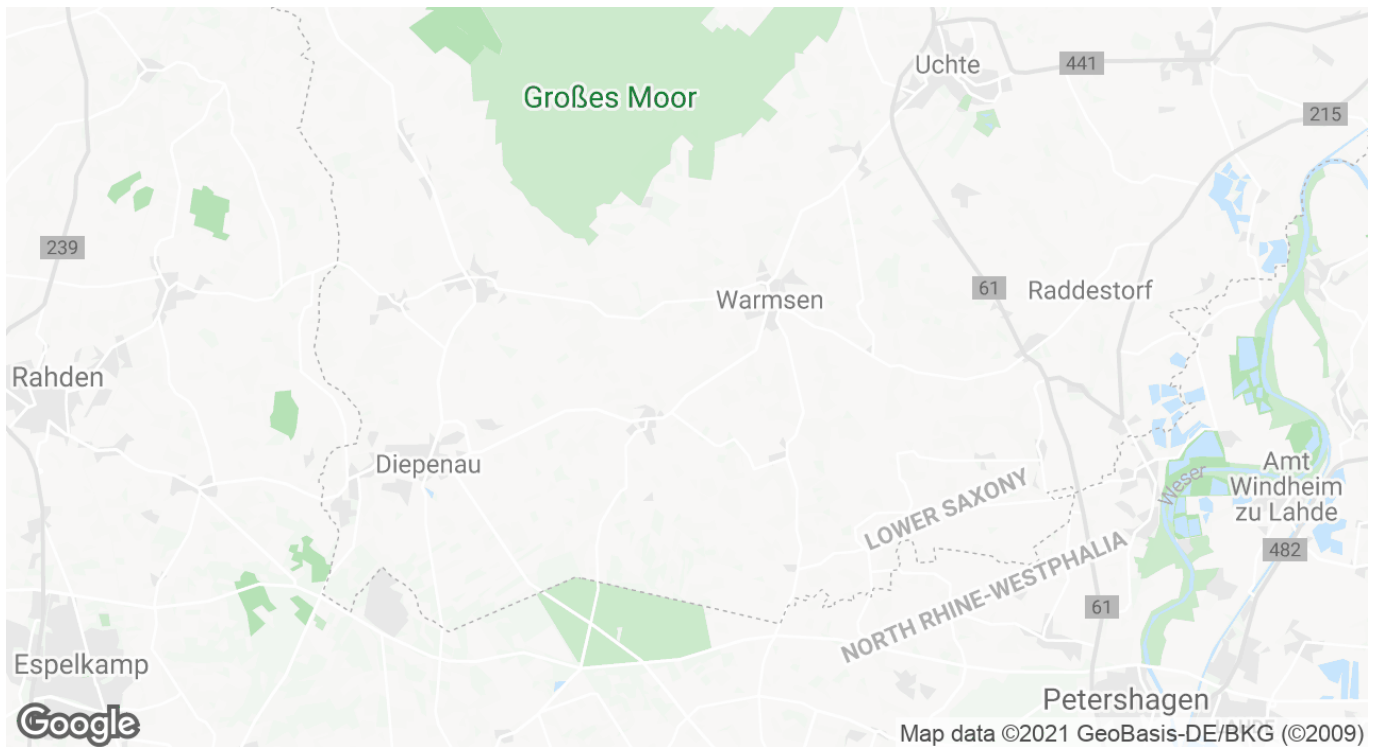 Uchte
441
Großes Moor
215
239
61
Raddestorf
Warmsen
Rahden
Diepenau
Amt
Windheim
zu Lahde
Weser
LOWER SAXONY
482
NORTH RHINE-WESTPHALIA
61
Espelkamp
Petershagen
Google
Map data ©2021 GeoBasis-DE/BKG (©2009)